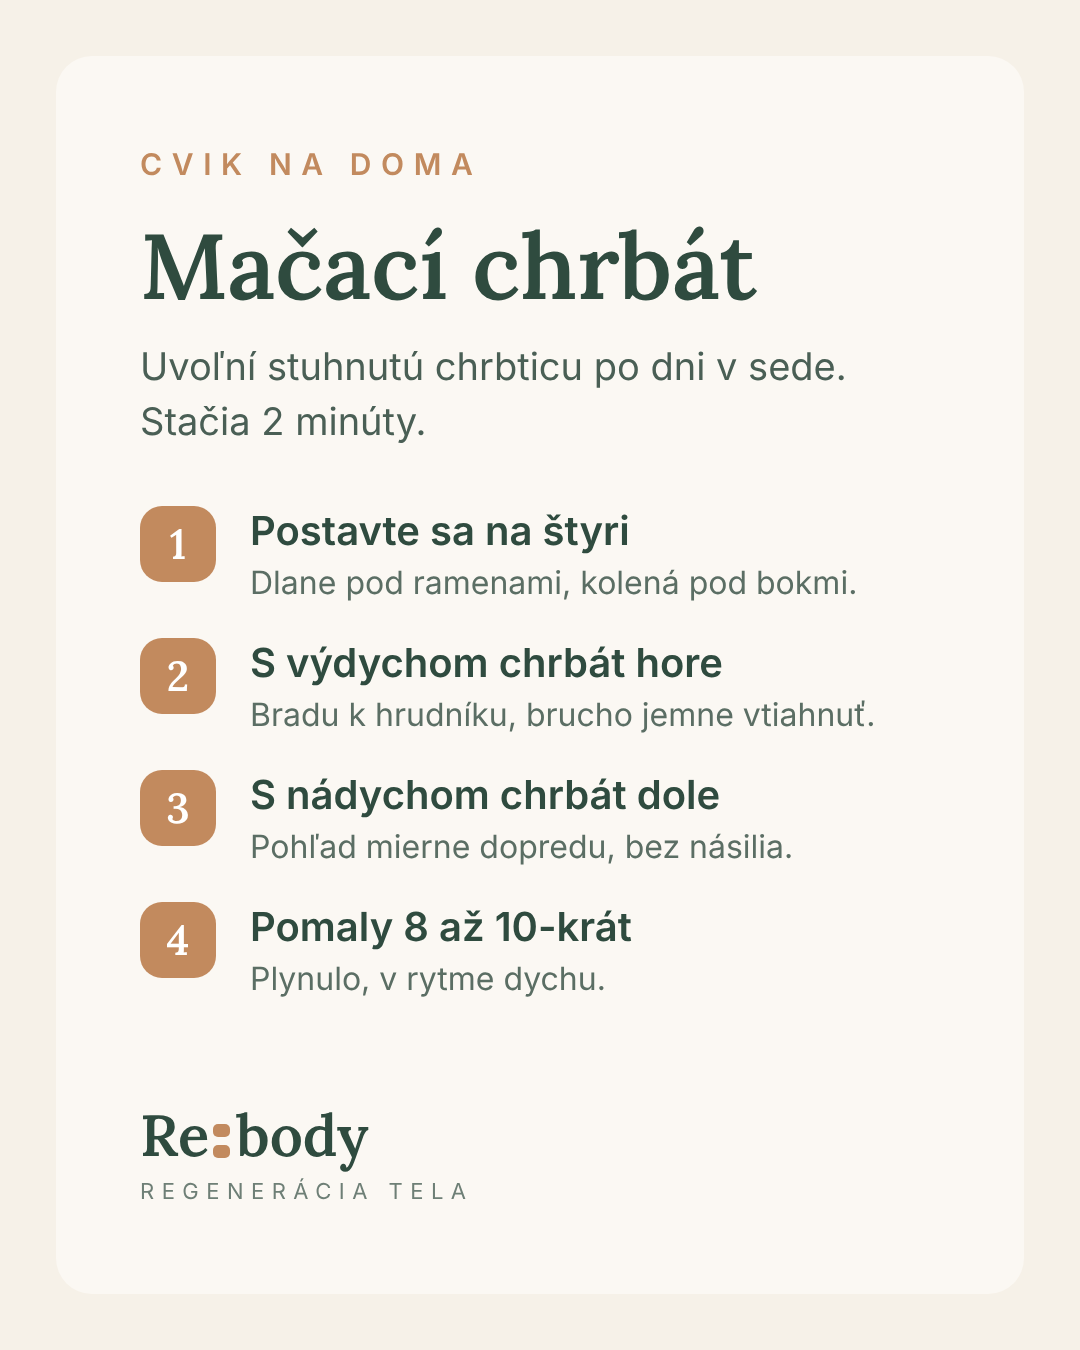 CVIK NA DOMA
Mačací chrbát
Uvoľní stuhnutú chrbticu po dni v sede.
Stačia 2 minúty.
1 Postavte sa na štyri
Dlane pod ramenami, kolená pod bokmi.
2 S výdychom chrbát hore
Bradu k hrudníku, brucho jemne vtiahnuť.
3 S nádychom chrbát dole
Pohľad mierne dopredu, bez násilia.
4 Pomaly 8 až 10-krát
Plynulo, v rytme dychu.
Re:body
REGENERÁCIA TELA